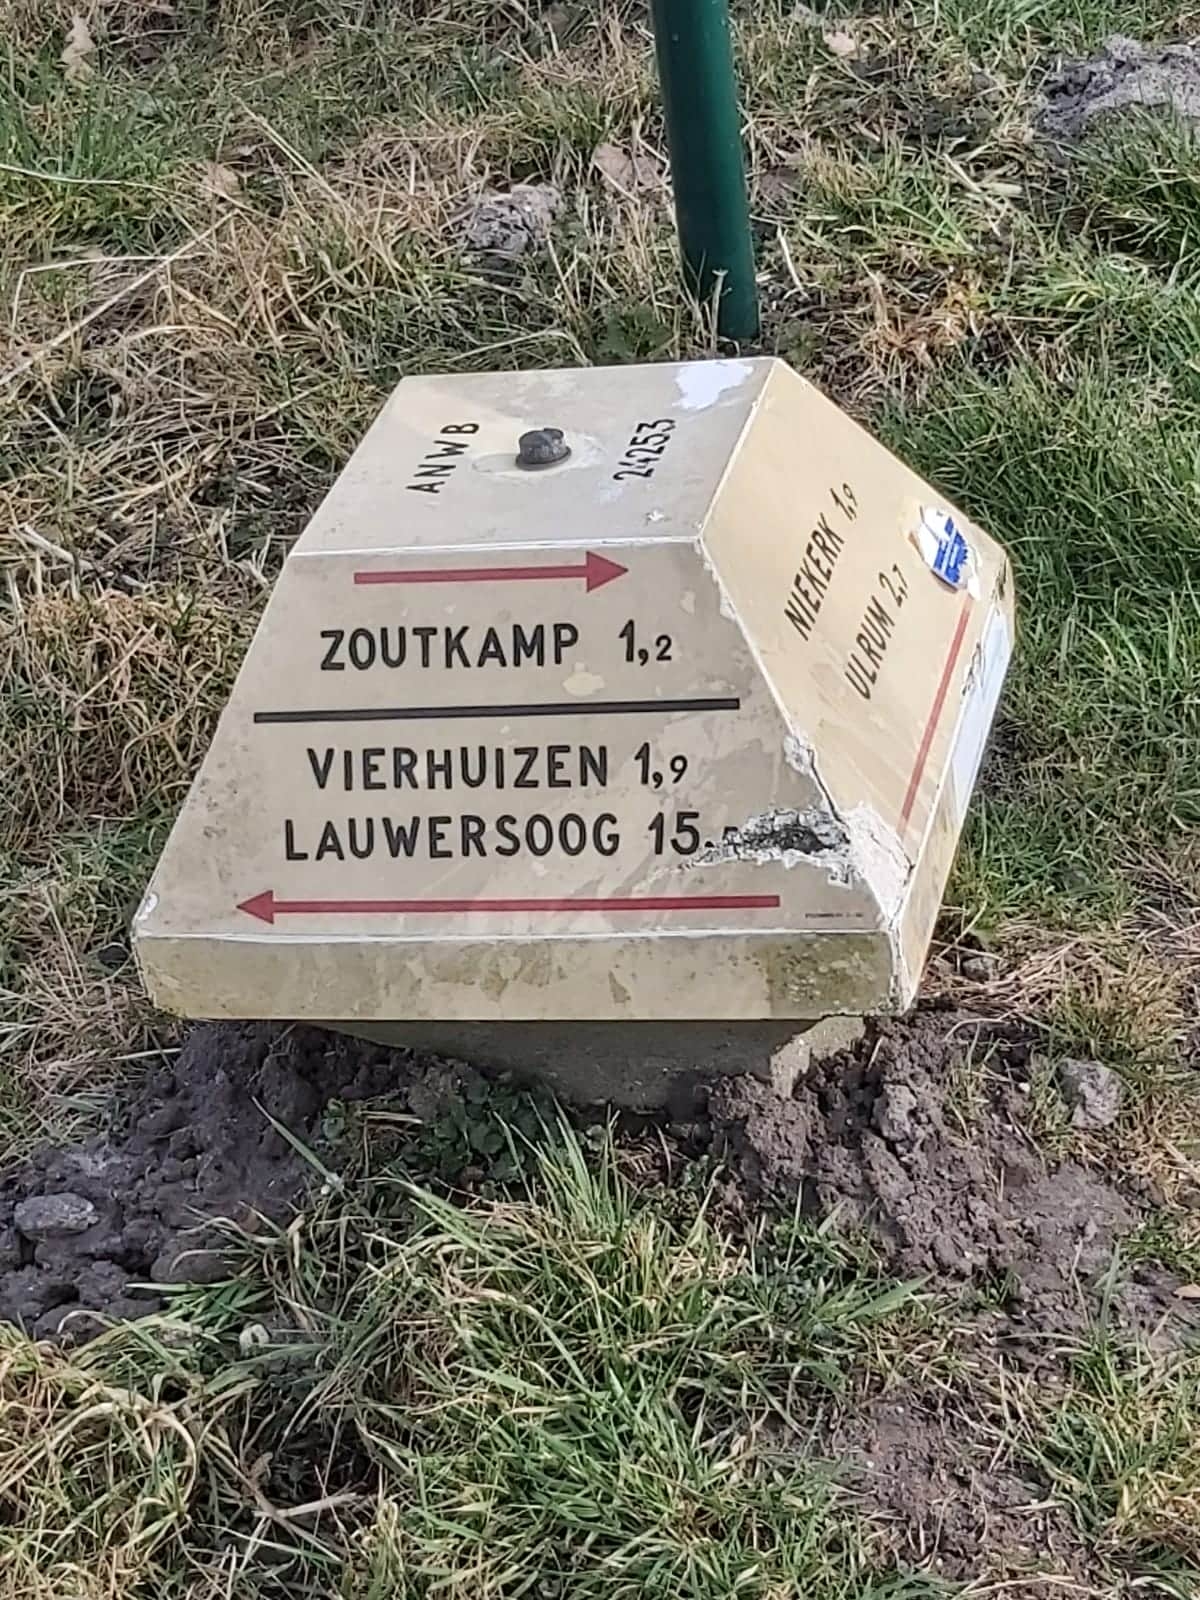 ANWB
24253
ZOUTKAMP 1,2
VIERHUIZEN 1,9
LAUWERSOOG 15,
NIEKERK 1,9
ULRUM 2,7